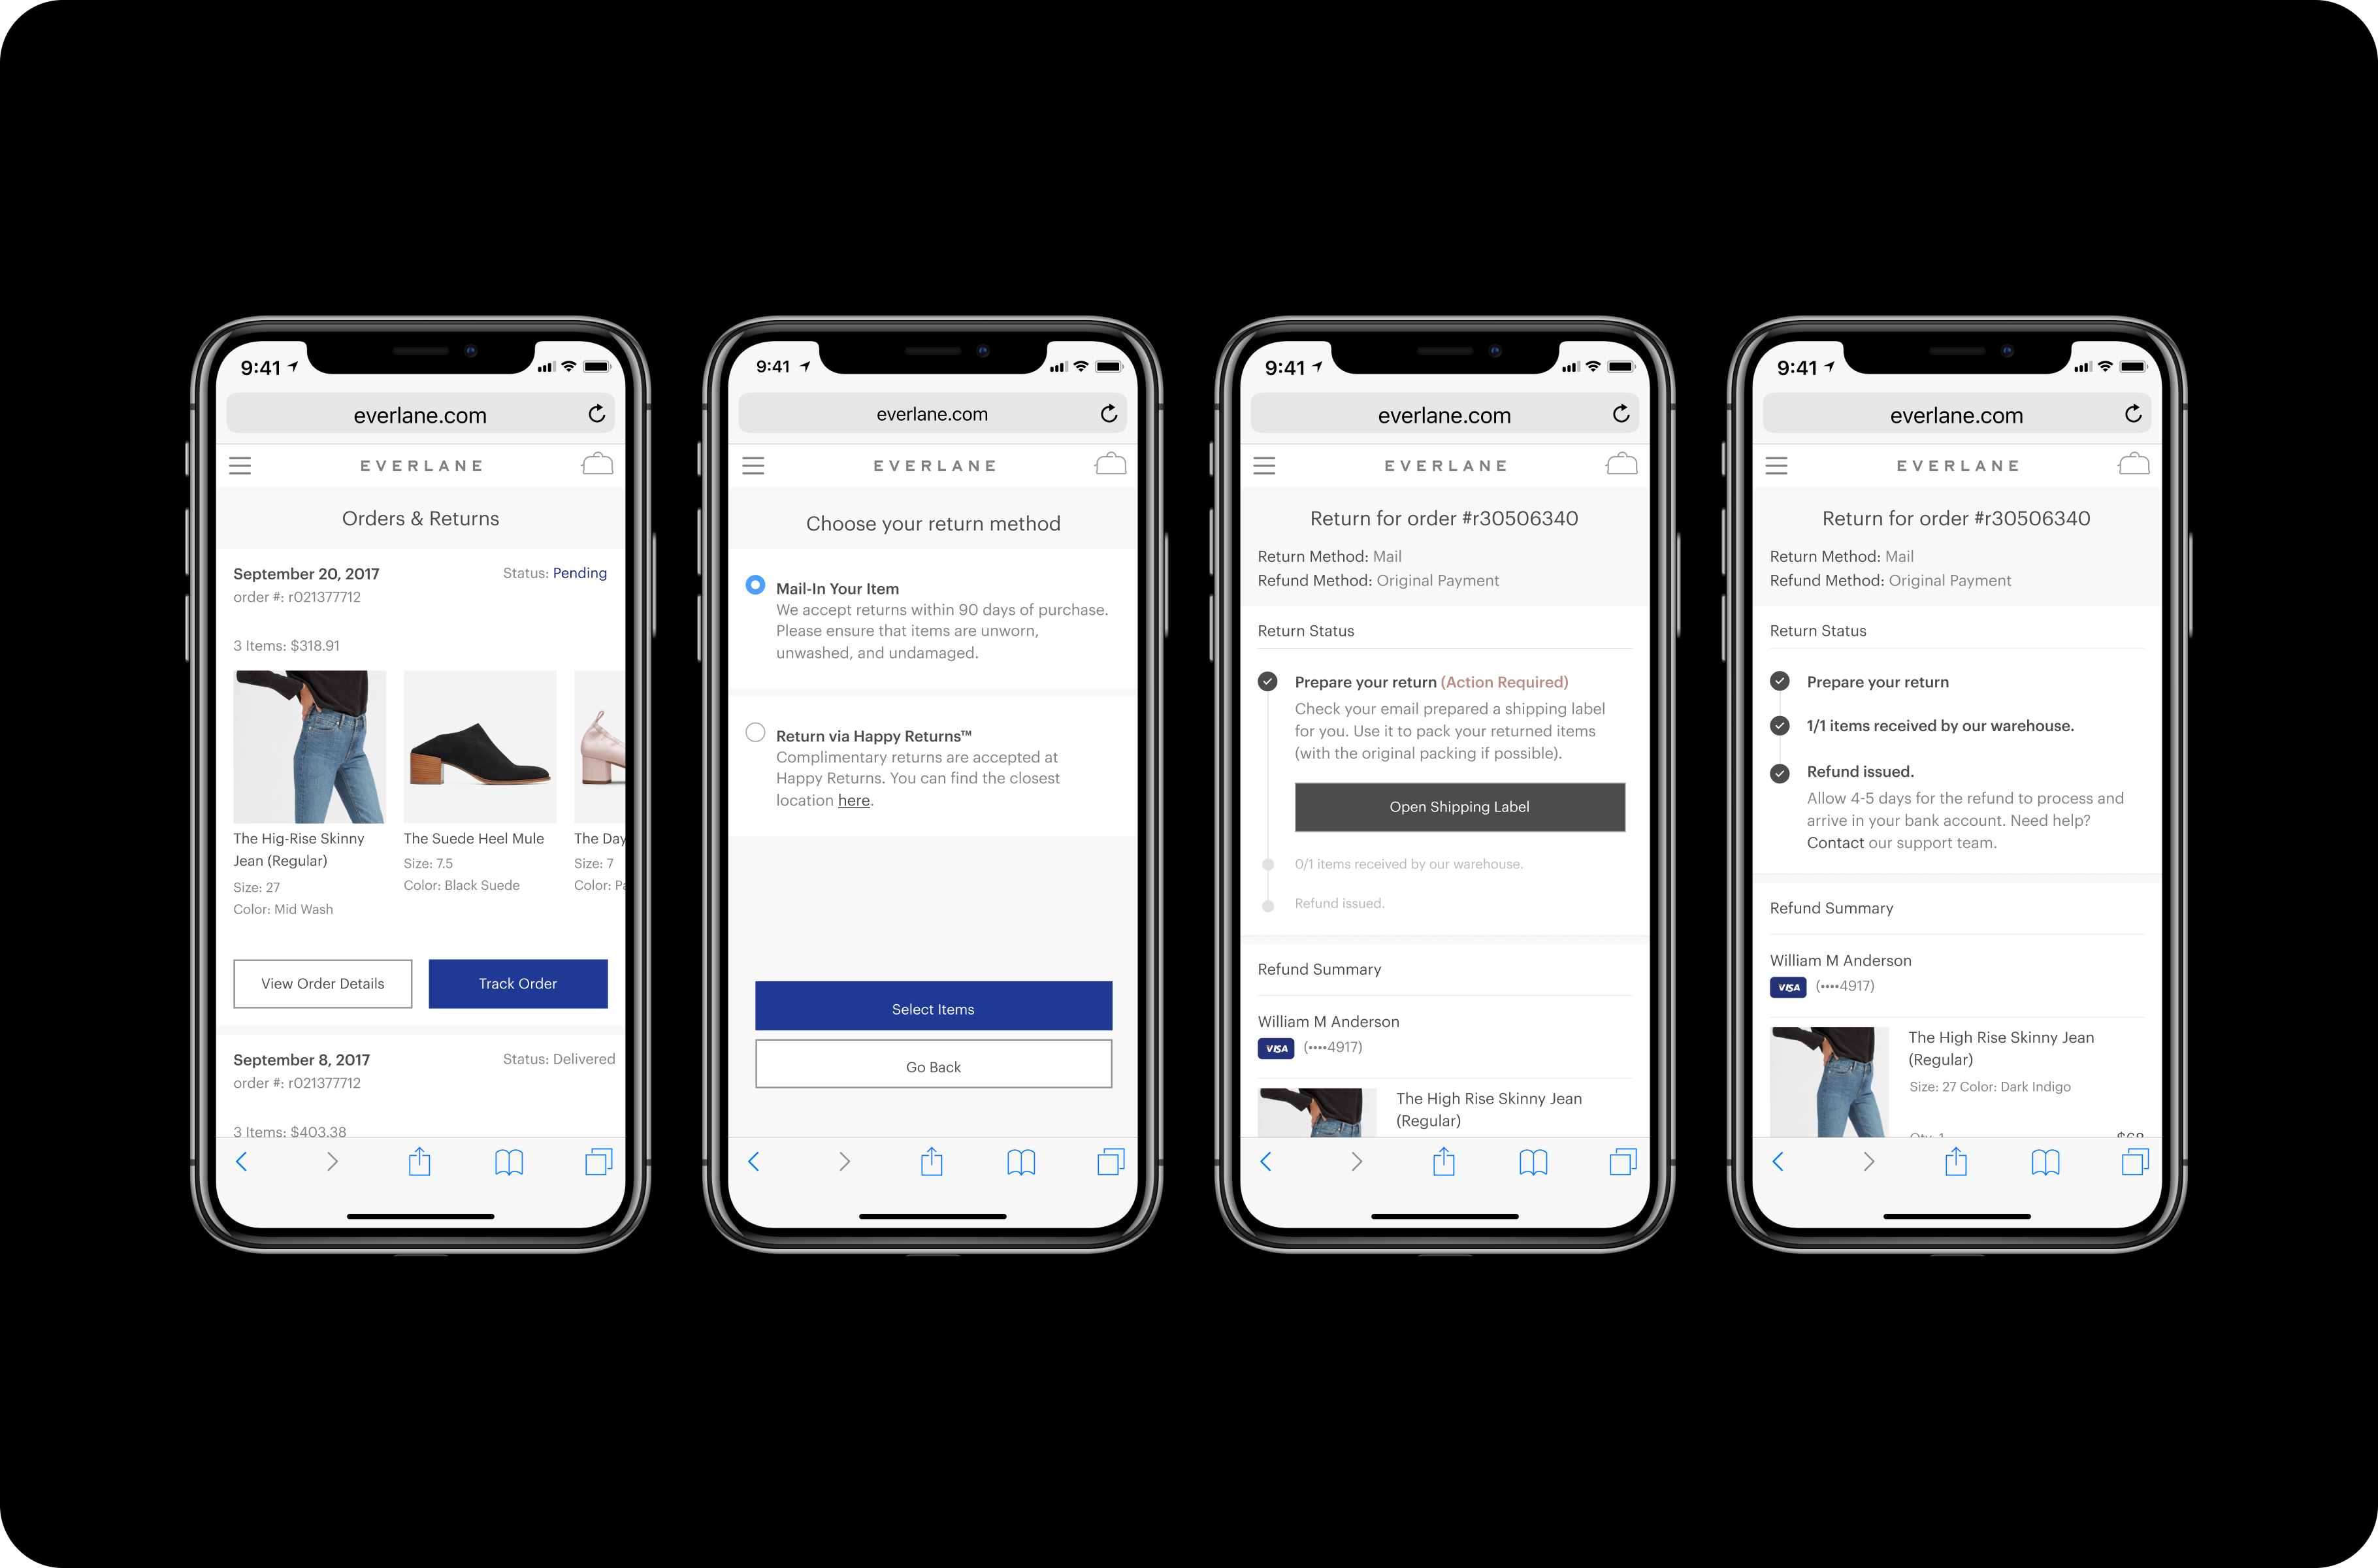 9:41
everlane.com
EVERLANE
Orders & Returns
September 20, 2017
Status: Pending
order #: r021377712
3 Items: $318.91
The Hig-Rise Skinny
Jean (Regular)
Size: 27
Color: Mid Wash
The Suede Heel Mule
Size: 7.5
Color: Black Suede
The Day
Size: 7
Color: Pa
View Order Details
Track Order
September 8, 2017
Status: Delivered
order #: r021377712
3 Items: $403.38
9:41
everlane.com
EVERLANE
Choose your return method
Mail-In Your Item
We accept returns within 90 days of purchase.
Please ensure that items are unworn,
unwashed, and undamaged.
Return via Happy Returns™
Complimentary returns are accepted at
Happy Returns. You can find the closest
location here.
Select Items
Go Back
9:41
everlane.com
EVERLANE
Return for order #r30506340
Return Method: Mail
Refund Method: Original Payment
Return Status
Prepare your return (Action Required)
Check your email prepared a shipping label
for you. Use it to pack your returned items
(with the original packing if possible).
Open Shipping Label
0/1 items received by our warehouse.
Refund issued.
Refund Summary
William M Anderson
VISA (••••4917)
The High Rise Skinny Jean
(Regular)
9:41
everlane.com
EVERLANE
Return for order #r30506340
Return Method: Mail
Refund Method: Original Payment
Return Status
Prepare your return
1/1 items received by our warehouse.
Refund issued.
Allow 4-5 days for the refund to process and
arrive in your bank account. Need help?
Contact our support team.
Refund Summary
William M Anderson
VISA (••••4917)
The High Rise Skinny Jean
(Regular)
Size: 27 Color: Dark Indigo
Qty: 1
$68